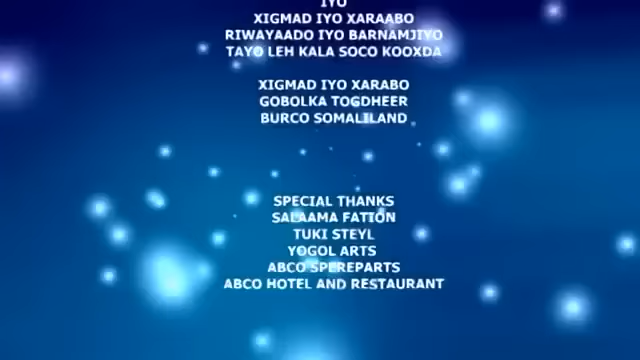 IYO
XIGMAD IYO XARAABO
RIWAYAADO IYO BARNAMJIYO
TAYO LEH KALA SOCO KOOXDA
XIGMAD IYO XARABO
GOBOLKA TOGDHEER
BURCO SOMALILAND
SPECIAL THANKS
SALAAMA FATION
TUKI STEYL
YOGOL ARTS
ABCO SPEREPARTS
ABCO HOTEL AND RESTAURANT